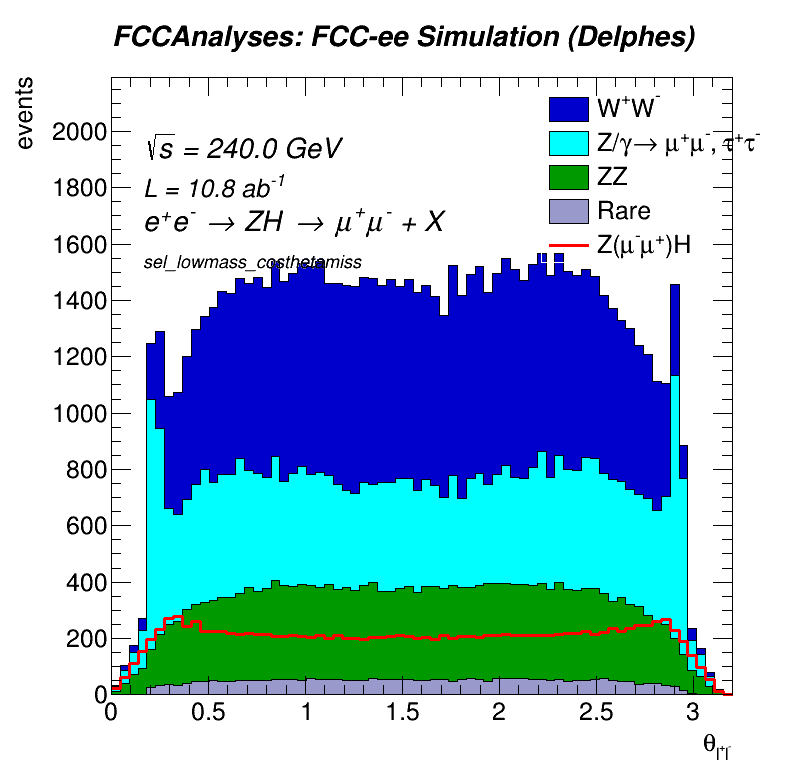 FCCAnalyses: FCC-ee Simulation (Delphes)
events
√s = 240.0 GeV
L = 10.8 ab⁻¹
e⁺e⁻ → ZH → μ⁺μ⁻ + X
sel_lowmass_costhetamiss
W⁺W⁻
Z/γ→ μ⁺μ⁻, τ⁺τ⁻
ZZ
Rare
Z(μ⁻μ⁺)H
2000
1800
1600
1400
1200
1000
800
600
400
200
0
0 0.5 1 1.5 2 2.5 3
θ_l⁺l⁻